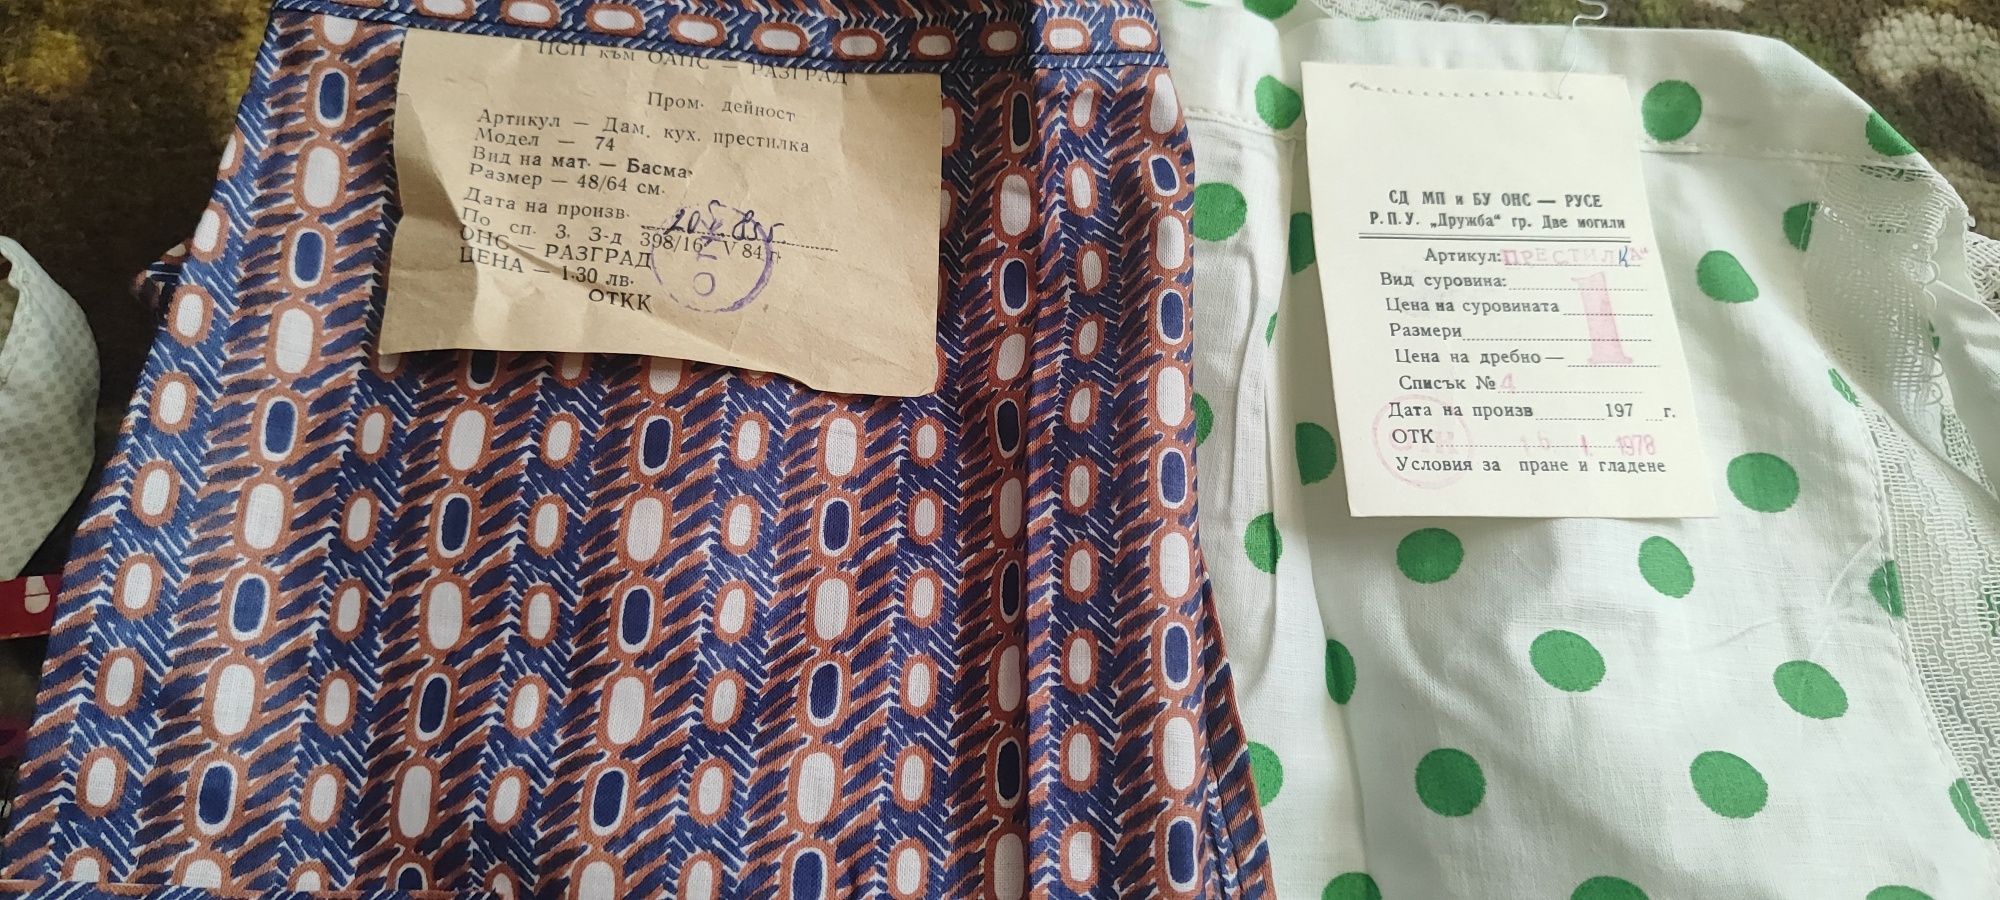 ПСП към ОАПС — РАЗГРАД
Пром. дейност
Артикул — Дам. кух. престилка
Модел — 74
Вид на мат. — Басма
Размер — 48/64 см.
Дата на произв.
По сп. 3. З-д 398/16 V 84 г.
ОНС — РАЗГРАД
ЦЕНА — 1.30 лв.
ОТКК
СД МП и БУ ОНС — РУСЕ
Р.П.У. „Дружба“ гр. Две могили
Артикул: ПРЕСТИЛКА
Вид суровина:
Цена на суровината
Размери
1
Цена на дребно —
Списък № 4
Дата на произв 197 г.
ОТК 1978
Условия за пране и гладене